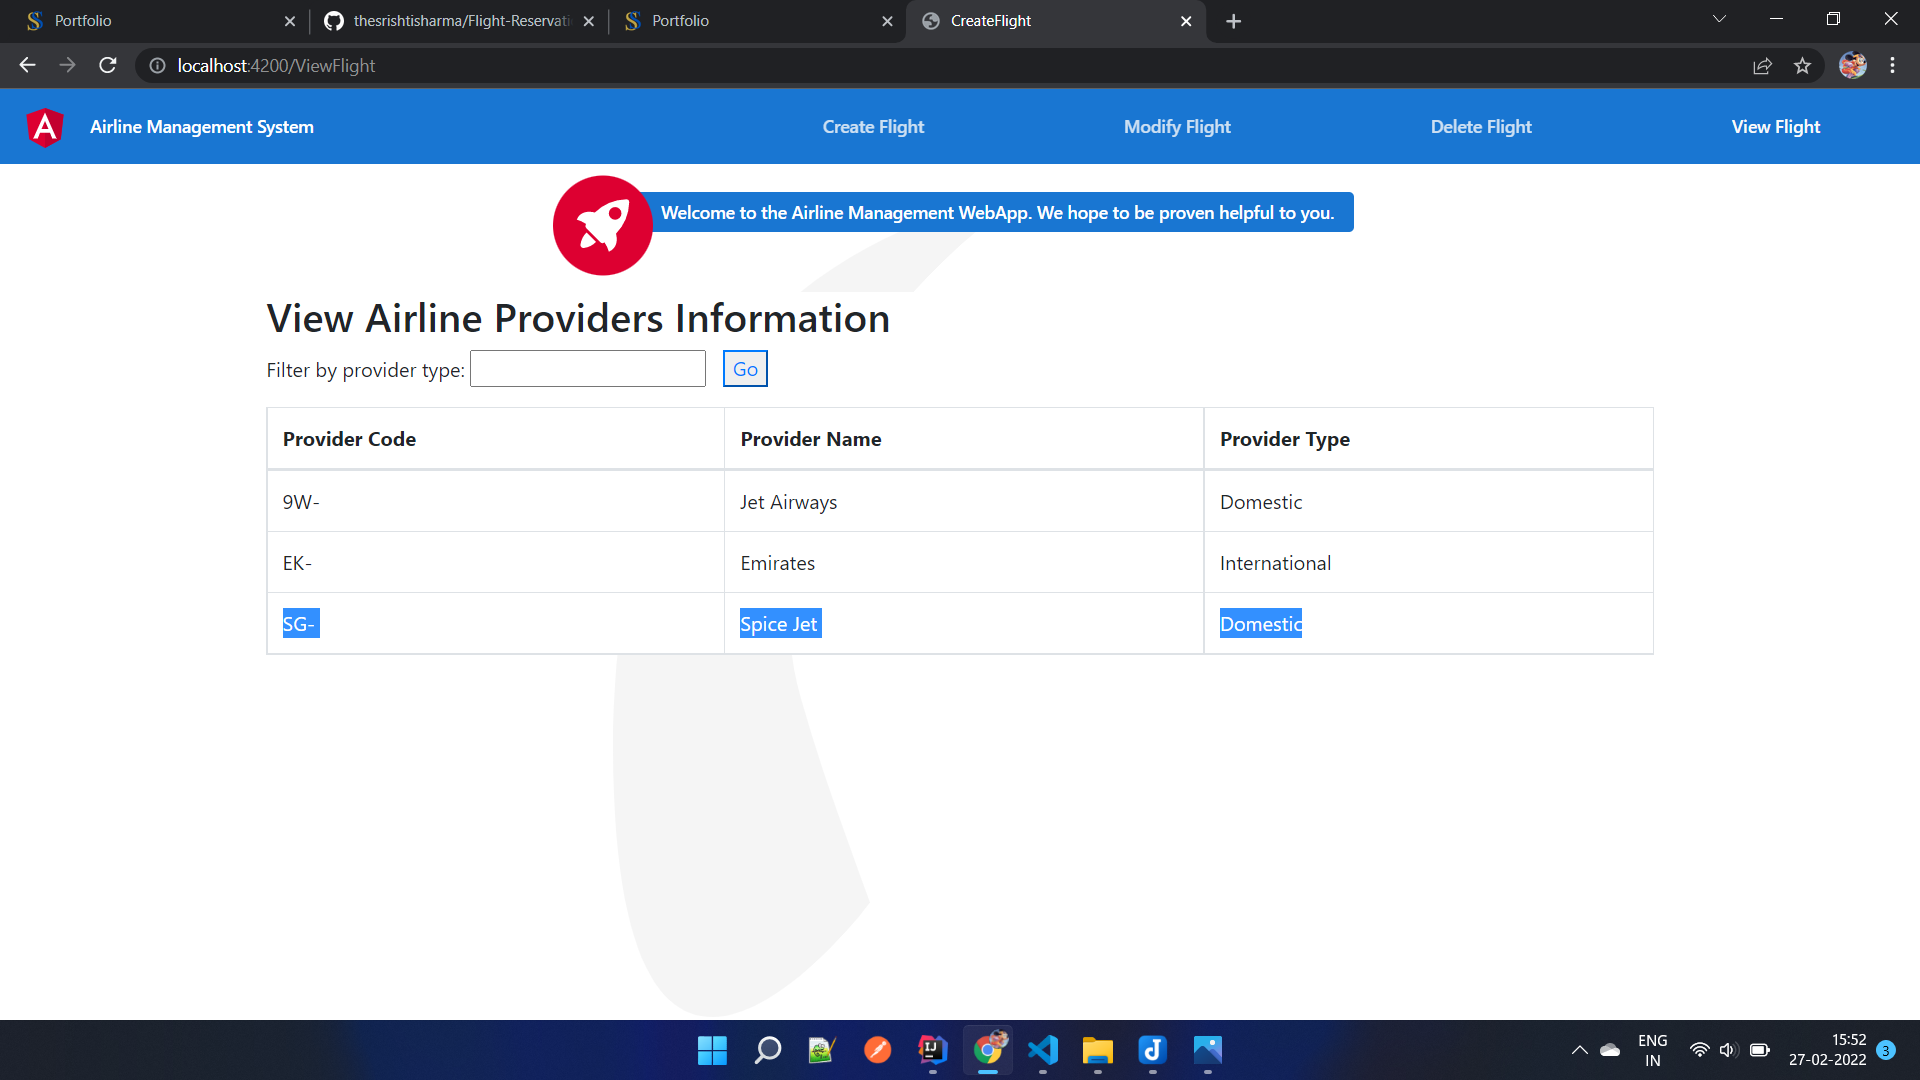 Portfolio
thesrishtisharma/Flight-Reservati
Portfolio
CreateFlight
localhost:4200/ViewFlight
Airline Management System
Create Flight
Modify Flight
Delete Flight
View Flight
Welcome to the Airline Management WebApp. We hope to be proven helpful to you.
View Airline Providers Information
Filter by provider type:
Go
Provider Code Provider Name Provider Type
9W- Jet Airways Domestic
EK- Emirates International
SG- Spice Jet Domestic
ENG
IN
15:52
27-02-2022
3